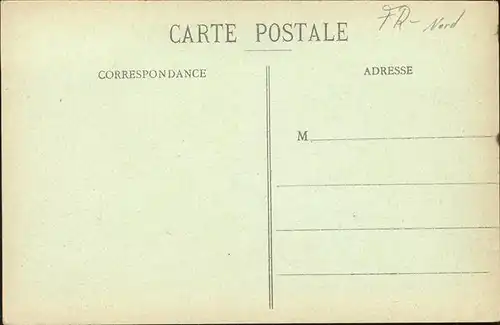 CARTE POSTALE
FR- Nord
CORRESPONDANCE
ADRESSE
M